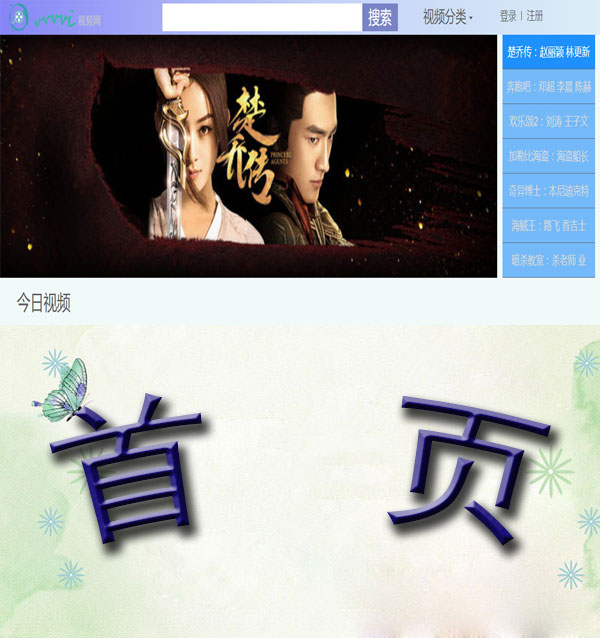 vvvvi 视频网
搜索
视频分类
登录 | 注册
楚乔传
PRINCESS
AGENTS
楚乔传：赵丽颖 林更新
奔跑吧：邓超 李晨 陈赫
欢乐颂2：刘涛 王子文
加勒比海盗：海盗船长
奇异博士：本尼迪克特
海贼王：路飞 香吉士
暗杀教室：杀老师 业
今日视频
首页